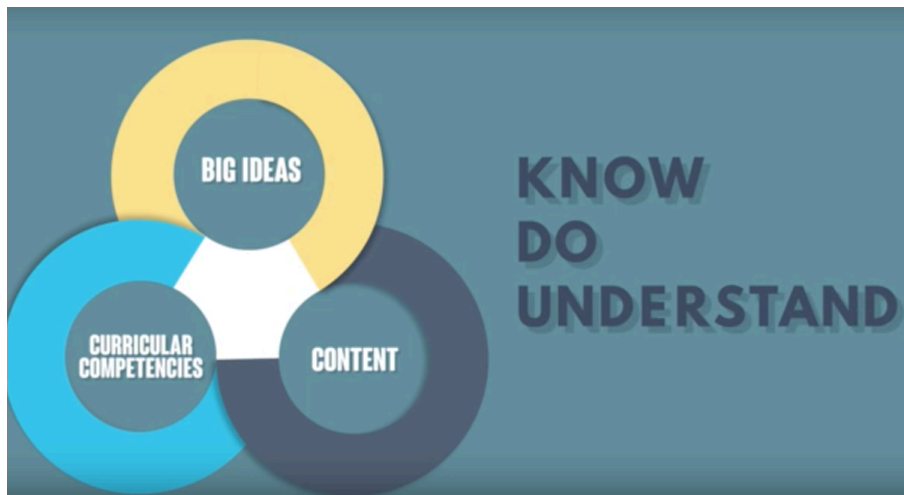 BIG IDEAS
CURRICULAR
COMPETENCIES
CONTENT
KNOW
DO
UNDERSTAND